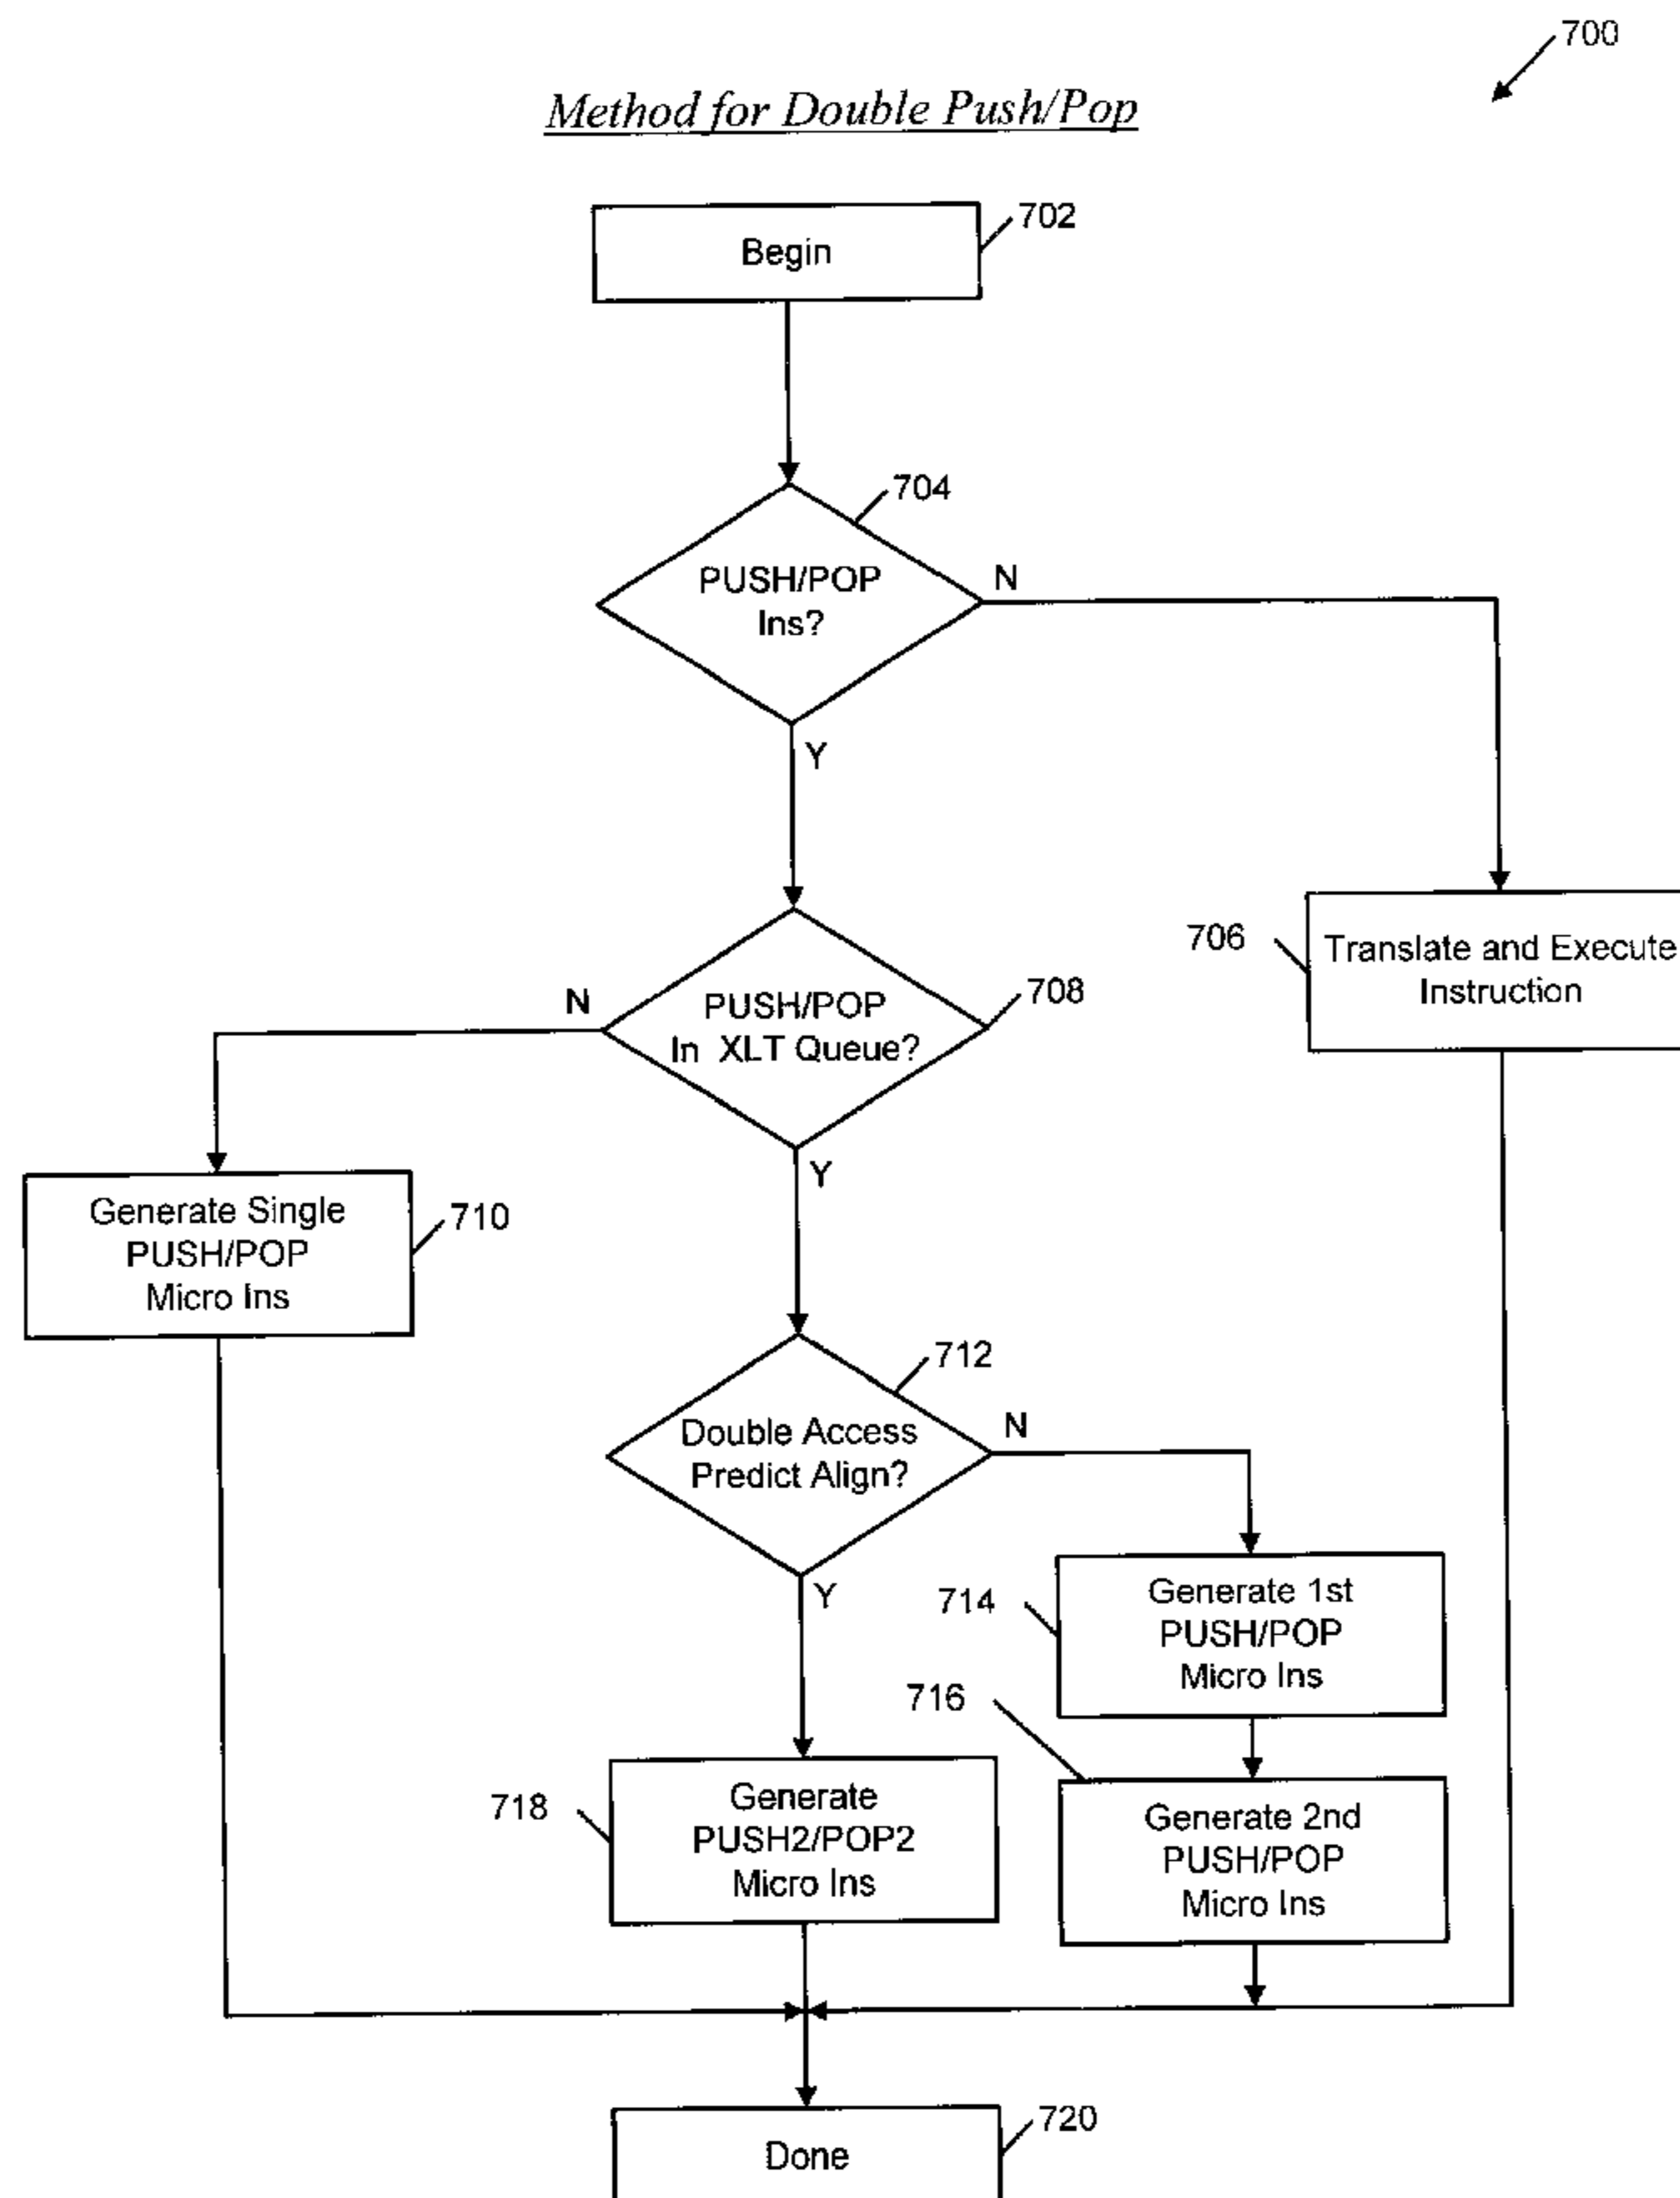 700
Method for Double Push/Pop
702
Begin
704
PUSH/POP
Ins?
N
Y
706
Translate and Execute
Instruction
708
PUSH/POP
In XLT Queue?
N
Y
710
Generate Single
PUSH/POP
Micro Ins
712
Double Access
Predict Align?
N
Y
714
Generate 1st
PUSH/POP
Micro Ins
716
Generate 2nd
PUSH/POP
Micro Ins
718
Generate
PUSH2/POP2
Micro Ins
720
Done